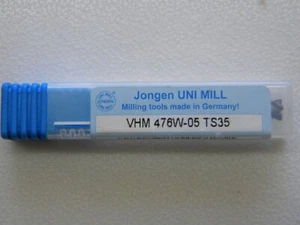 Jongen UNI MILL
Milling tools made in Germany!
VHM 476W-05 TS35